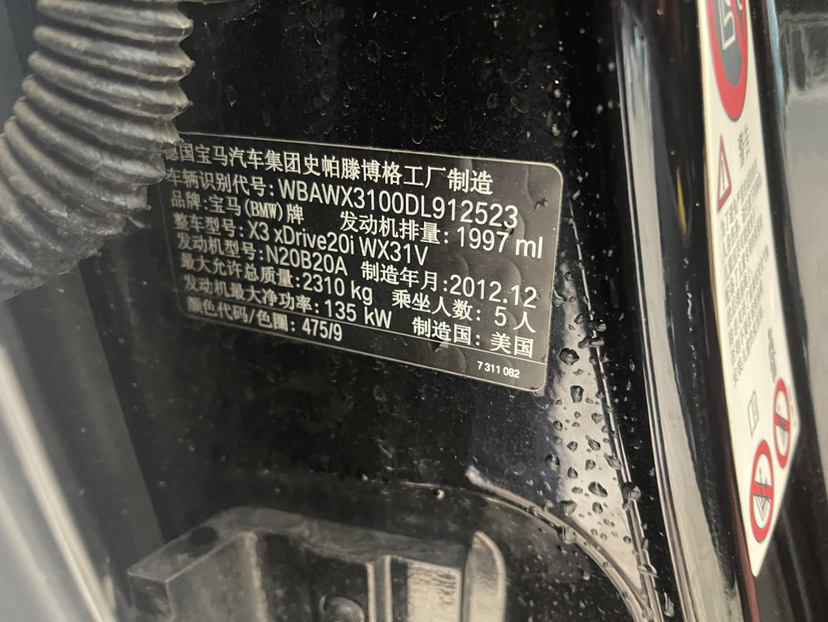 德国宝马汽车集团史帕滕博格工厂制造
车辆识别代号: WBAWX3100DL912523
品牌: 宝马(BMW)牌 发动机排量: 1997 ml
整车型号: X3 xDrive20i WX31V
发动机型号: N20B20A 制造年月: 2012.12
最大允许总质量: 2310 kg 乘坐人数: 5 人
发动机最大净功率: 135 kW 制造国: 美国
颜色代码/色圈: 475/9
7 311 082
警告